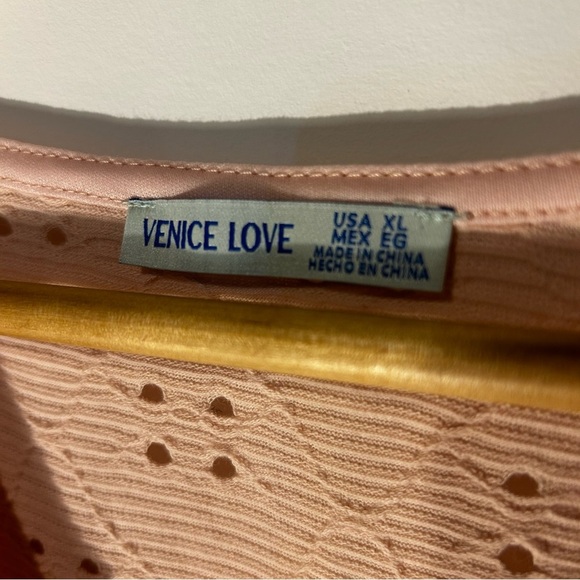 VENICE LOVE
USA XL
MEX EG
MADE IN CHINA
HECHO EN CHINA